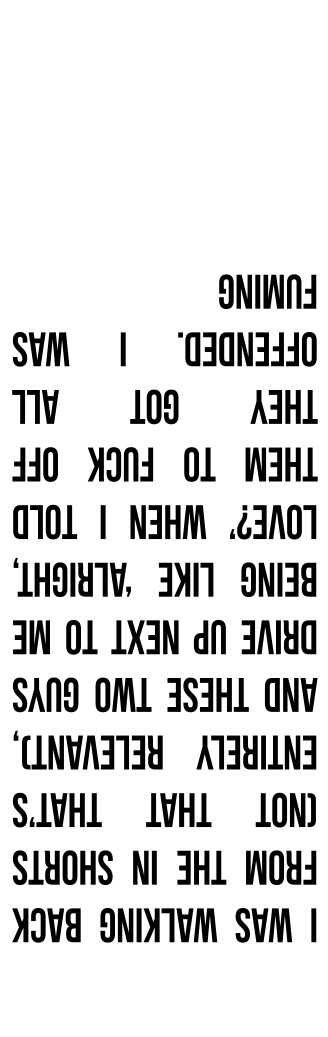 I WAS WALKING BACK
FROM THE IN SHORTS
(NOT THAT THAT'S
ENTIRELY RELEVANT),
AND THESE TWO GUYS
DRIVE UP NEXT TO ME
BEING LIKE 'ALRIGHT,
LOVE?' WHEN I TOLD
THEM TO FUCK OFF
THEY GOT ALL
OFFENDED. I WAS
FUMING